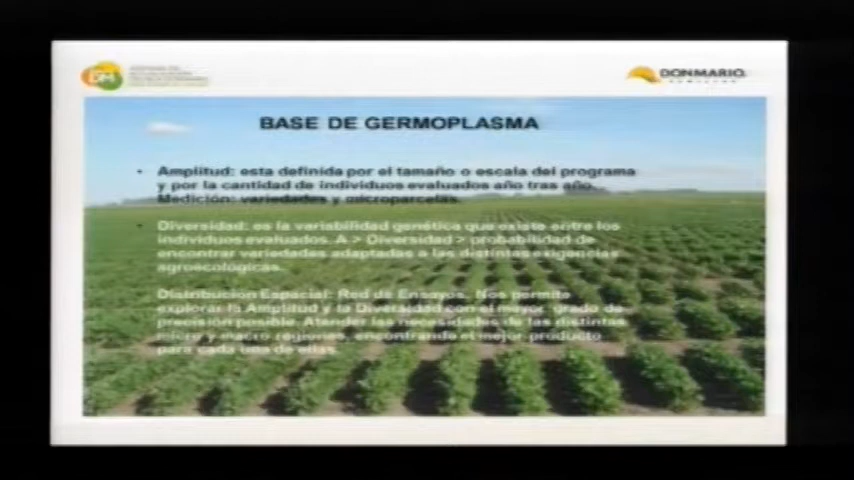 DM
DONMARIO
BASE DE GERMOPLASMA
• Amplitud: esta definida por el tamaño o escala del programa
y por la cantidad de individuos evaluados año tras año.
Medición: variedades y microparcelas.
• Diversidad: es la variabilidad genética que existe entre los
individuos evaluados. A > Diversidad > probabilidad de
encontrar variedades adaptadas a las distintas exigencias
agroecológicas.
Distribucion Espacial: Red de Ensayos. Nos permite
explorar la Amplitud y la Diversidad con el mayor grado de
precisión posible. Atender las necesidades de las distintas
micro y macro regiones, encontrando el mejor producto
para cada una de ellas.